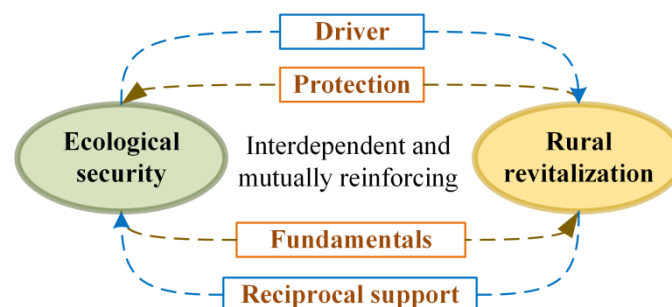 Driver
Protection
Ecological
security
Interdependent and
mutually reinforcing
Rural
revitalization
Fundamentals
Reciprocal support